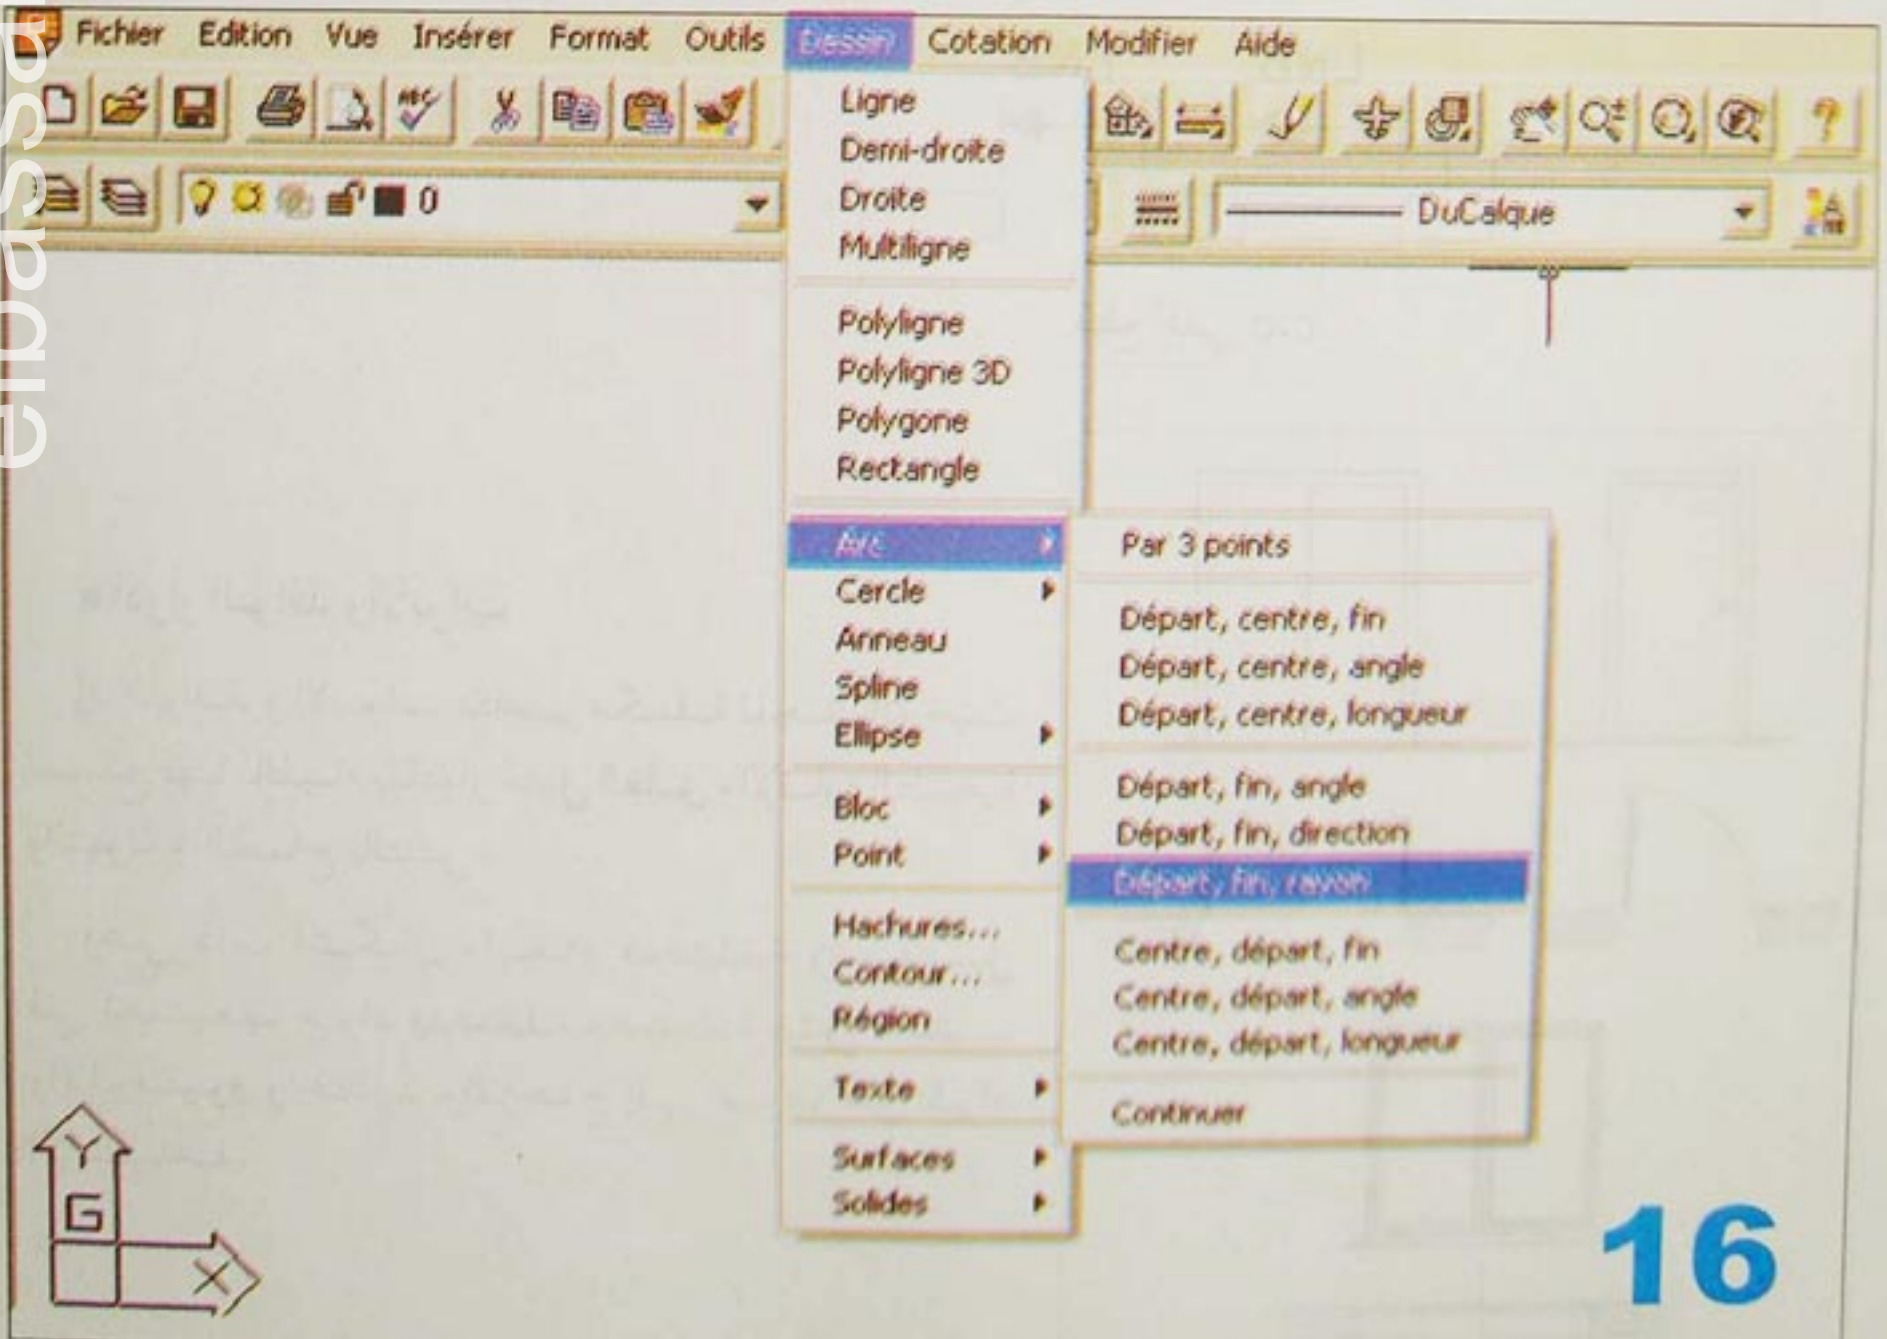 Fichier Edition Vue Insérer Format Outils Dessin Cotation Modifier Aide
ABC
0
DuCalque
Ligne
Demi-droite
Droite
Multiligne
Polyligne
Polyligne 3D
Polygone
Rectangle
Arc
Cercle
Anneau
Spline
Ellipse
Bloc
Point
Hachures...
Contour...
Région
Texte
Surfaces
Solides
Par 3 points
Départ, centre, fin
Départ, centre, angle
Départ, centre, longueur
Départ, fin, angle
Départ, fin, direction
Départ, fin, rayon
Centre, départ, fin
Centre, départ, angle
Centre, départ, longueur
Continuer
Y
G
X
16
elbassa